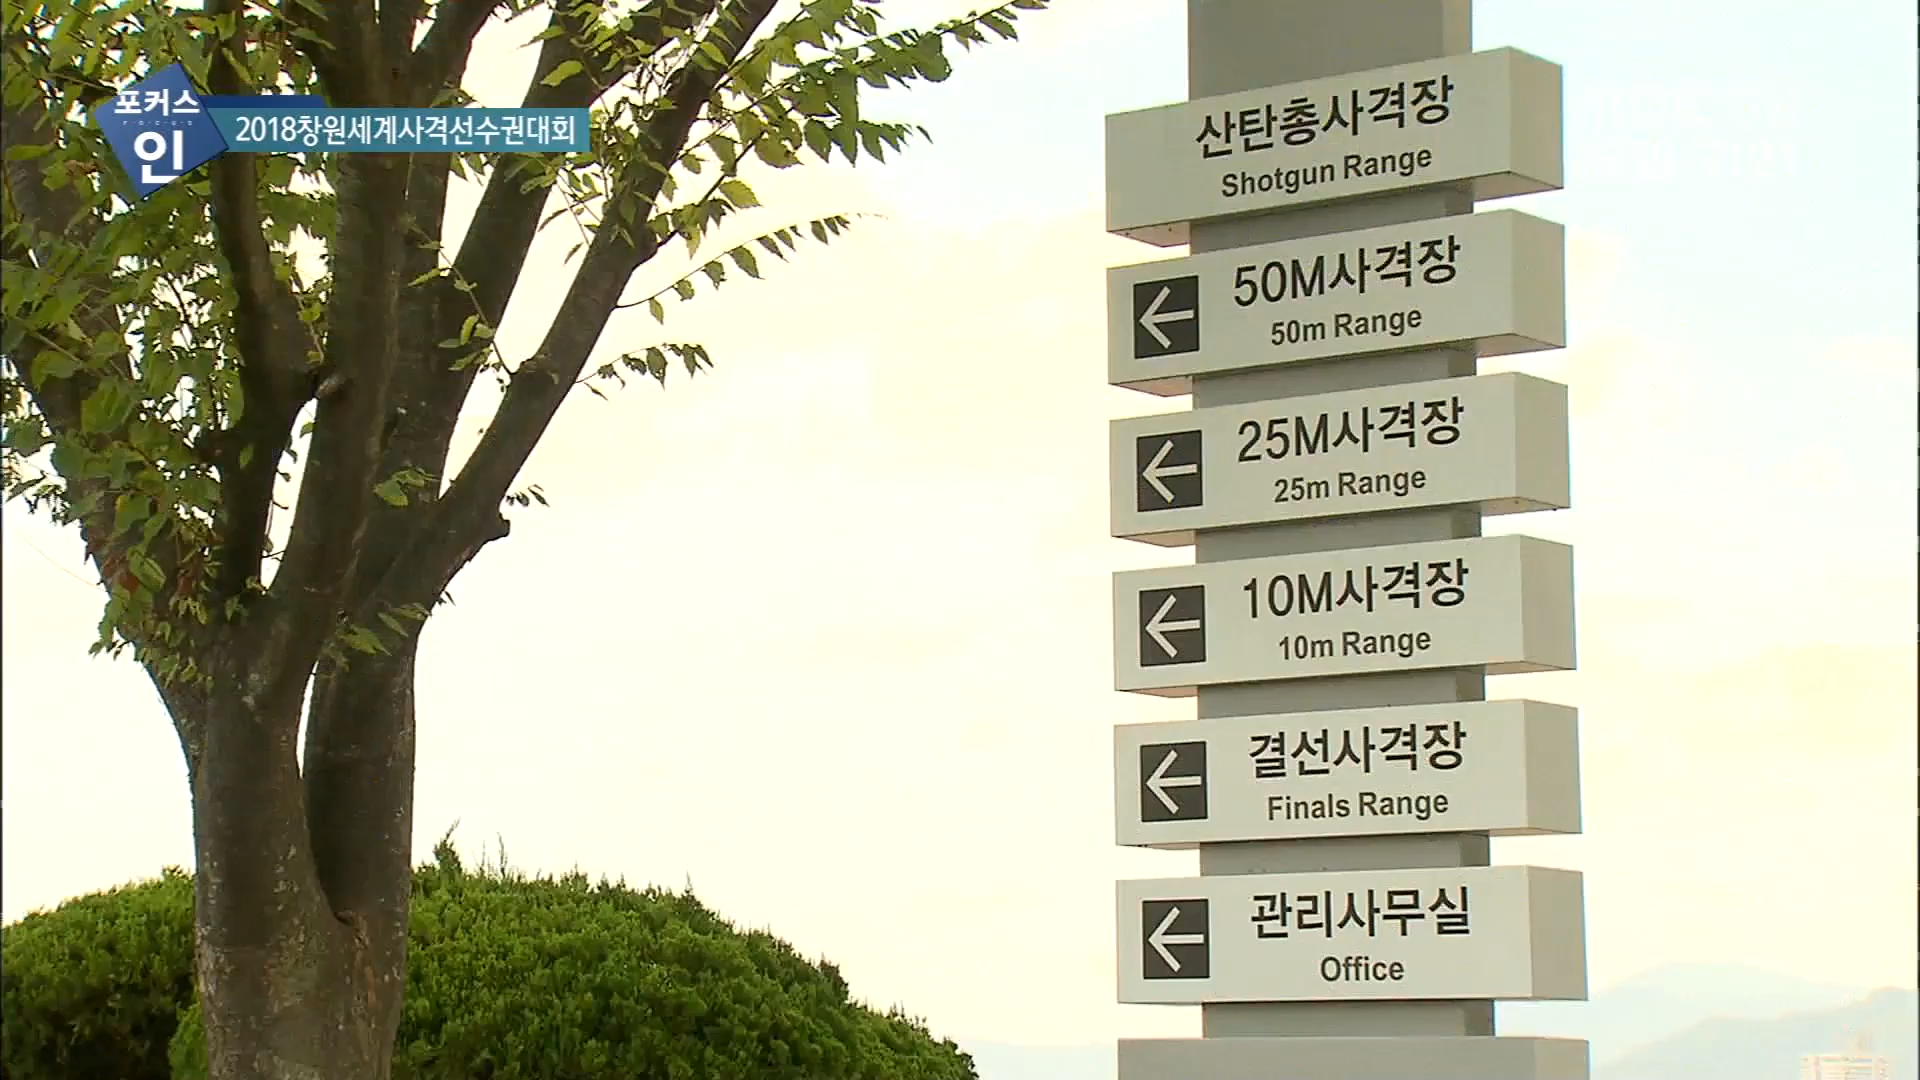 포커스
FOCUS
인
2018창원세계사격선수권대회
산탄총사격장
Shotgun Range
50M사격장
50m Range
25M사격장
25m Range
10M사격장
10m Range
결선사격장
Finals Range
관리사무실
Office